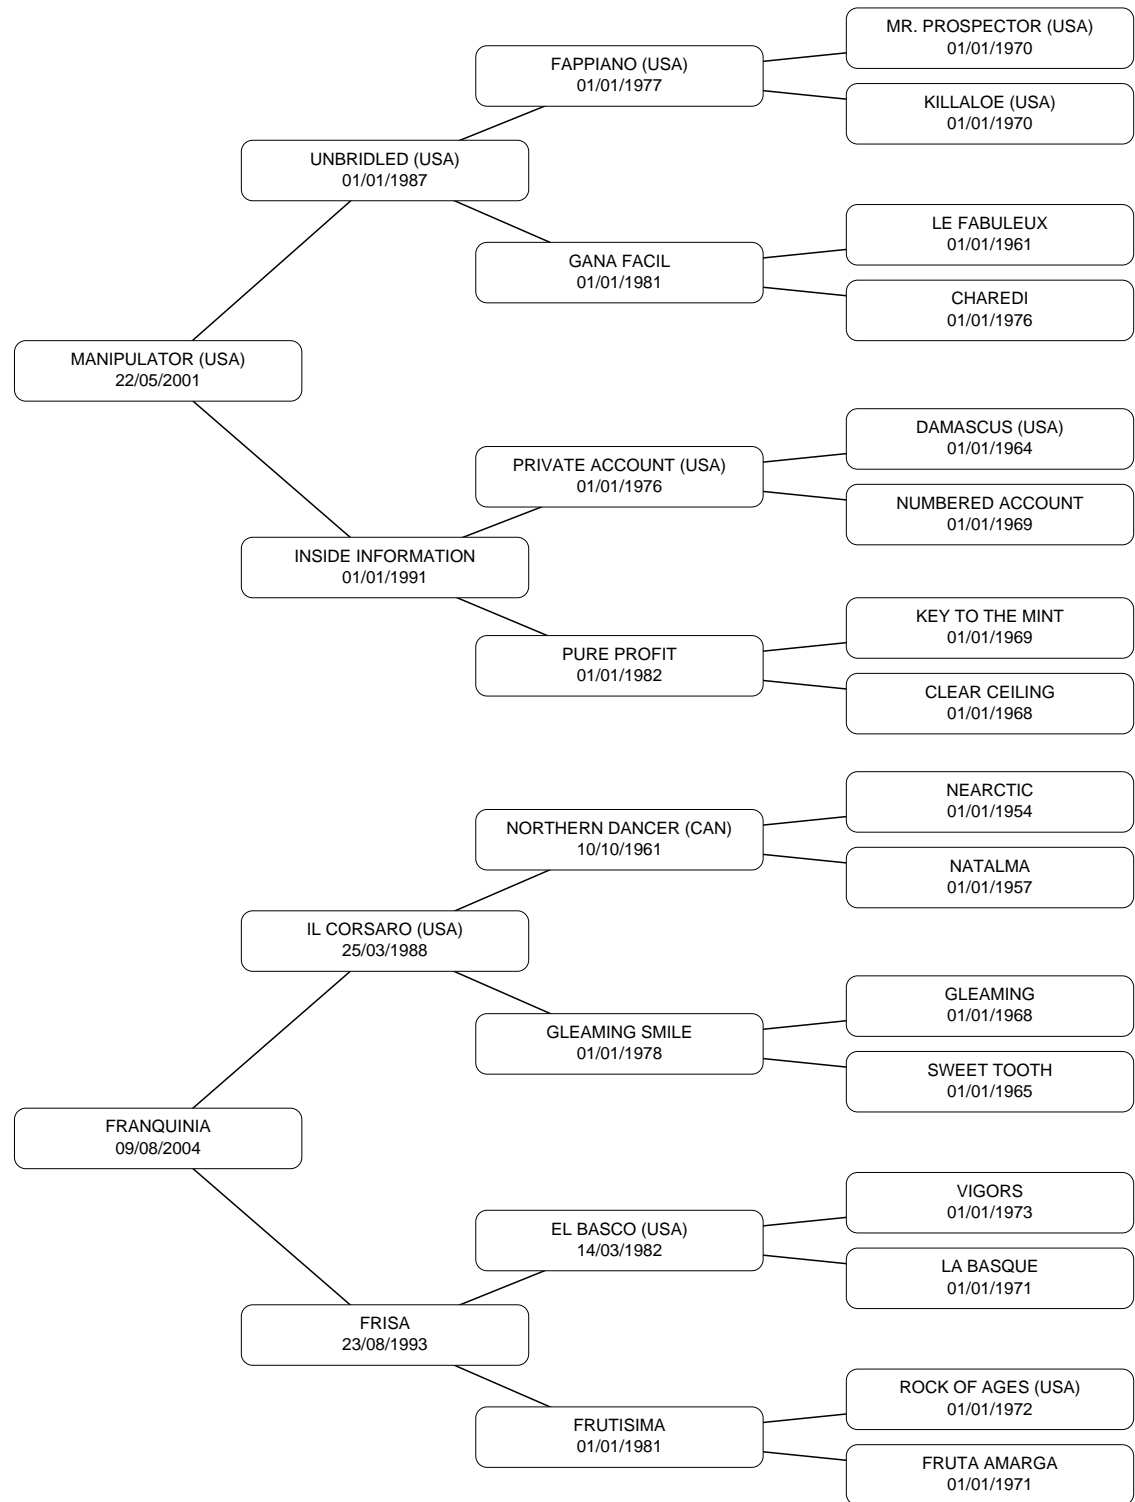 MR. PROSPECTOR (USA)
01/01/1970
FAPPIANO (USA)
01/01/1977
KILLALOE (USA)
01/01/1970
UNBRIDLED (USA)
01/01/1987
LE FABULEUX
01/01/1961
GANA FACIL
01/01/1981
CHAREDI
01/01/1976
MANIPULATOR (USA)
22/05/2001
DAMASCUS (USA)
01/01/1964
PRIVATE ACCOUNT (USA)
01/01/1976
NUMBERED ACCOUNT
01/01/1969
INSIDE INFORMATION
01/01/1991
KEY TO THE MINT
01/01/1969
PURE PROFIT
01/01/1982
CLEAR CEILING
01/01/1968
NEARCTIC
01/01/1954
NORTHERN DANCER (CAN)
10/10/1961
NATALMA
01/01/1957
IL CORSARO (USA)
25/03/1988
GLEAMING
01/01/1968
GLEAMING SMILE
01/01/1978
SWEET TOOTH
01/01/1965
FRANQUINIA
09/08/2004
VIGORS
01/01/1973
EL BASCO (USA)
14/03/1982
LA BASQUE
01/01/1971
FRISA
23/08/1993
ROCK OF AGES (USA)
01/01/1972
FRUTISIMA
01/01/1981
FRUTA AMARGA
01/01/1971